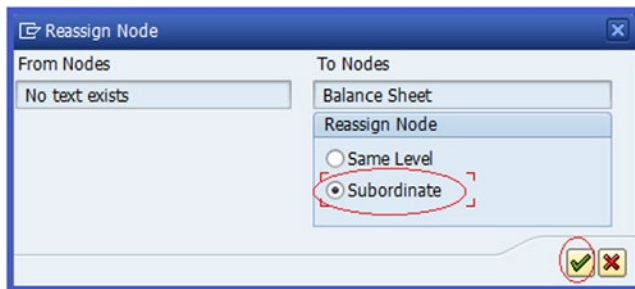 Reassign Node
From Nodes
To Nodes
No text exists
Balance Sheet
Reassign Node
Same Level
Subordinate